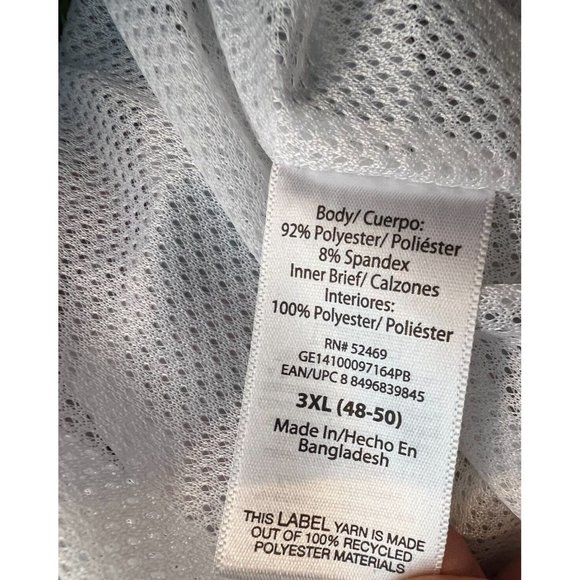 Body/ Cuerpo:
92% Polyester/ Poliéster
8% Spandex
Inner Brief/ Calzones
Interiores:
100% Polyester/ Poliéster
RN# 52469
GE14100097164PB
EAN/UPC 8 8496839845
3XL (48-50)
Made In/Hecho En
Bangladesh
THIS LABEL YARN IS MADE
OUT OF 100% RECYCLED
POLYESTER MATERIALS